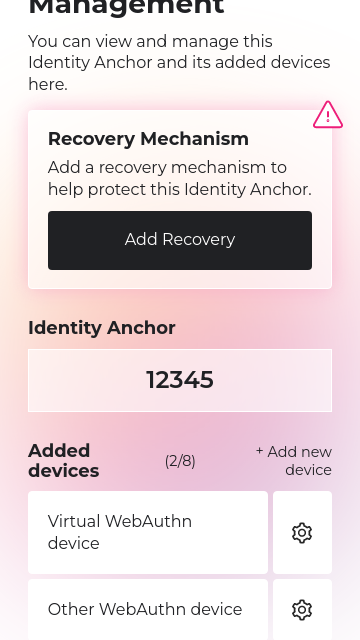 Management
You can view and manage this
Identity Anchor and its added devices
here.
Recovery Mechanism
Add a recovery mechanism to
help protect this Identity Anchor.
Add Recovery
Identity Anchor
12345
Added
devices
(2/8)
+ Add new
device
Virtual WebAuthn
device
Other WebAuthn device